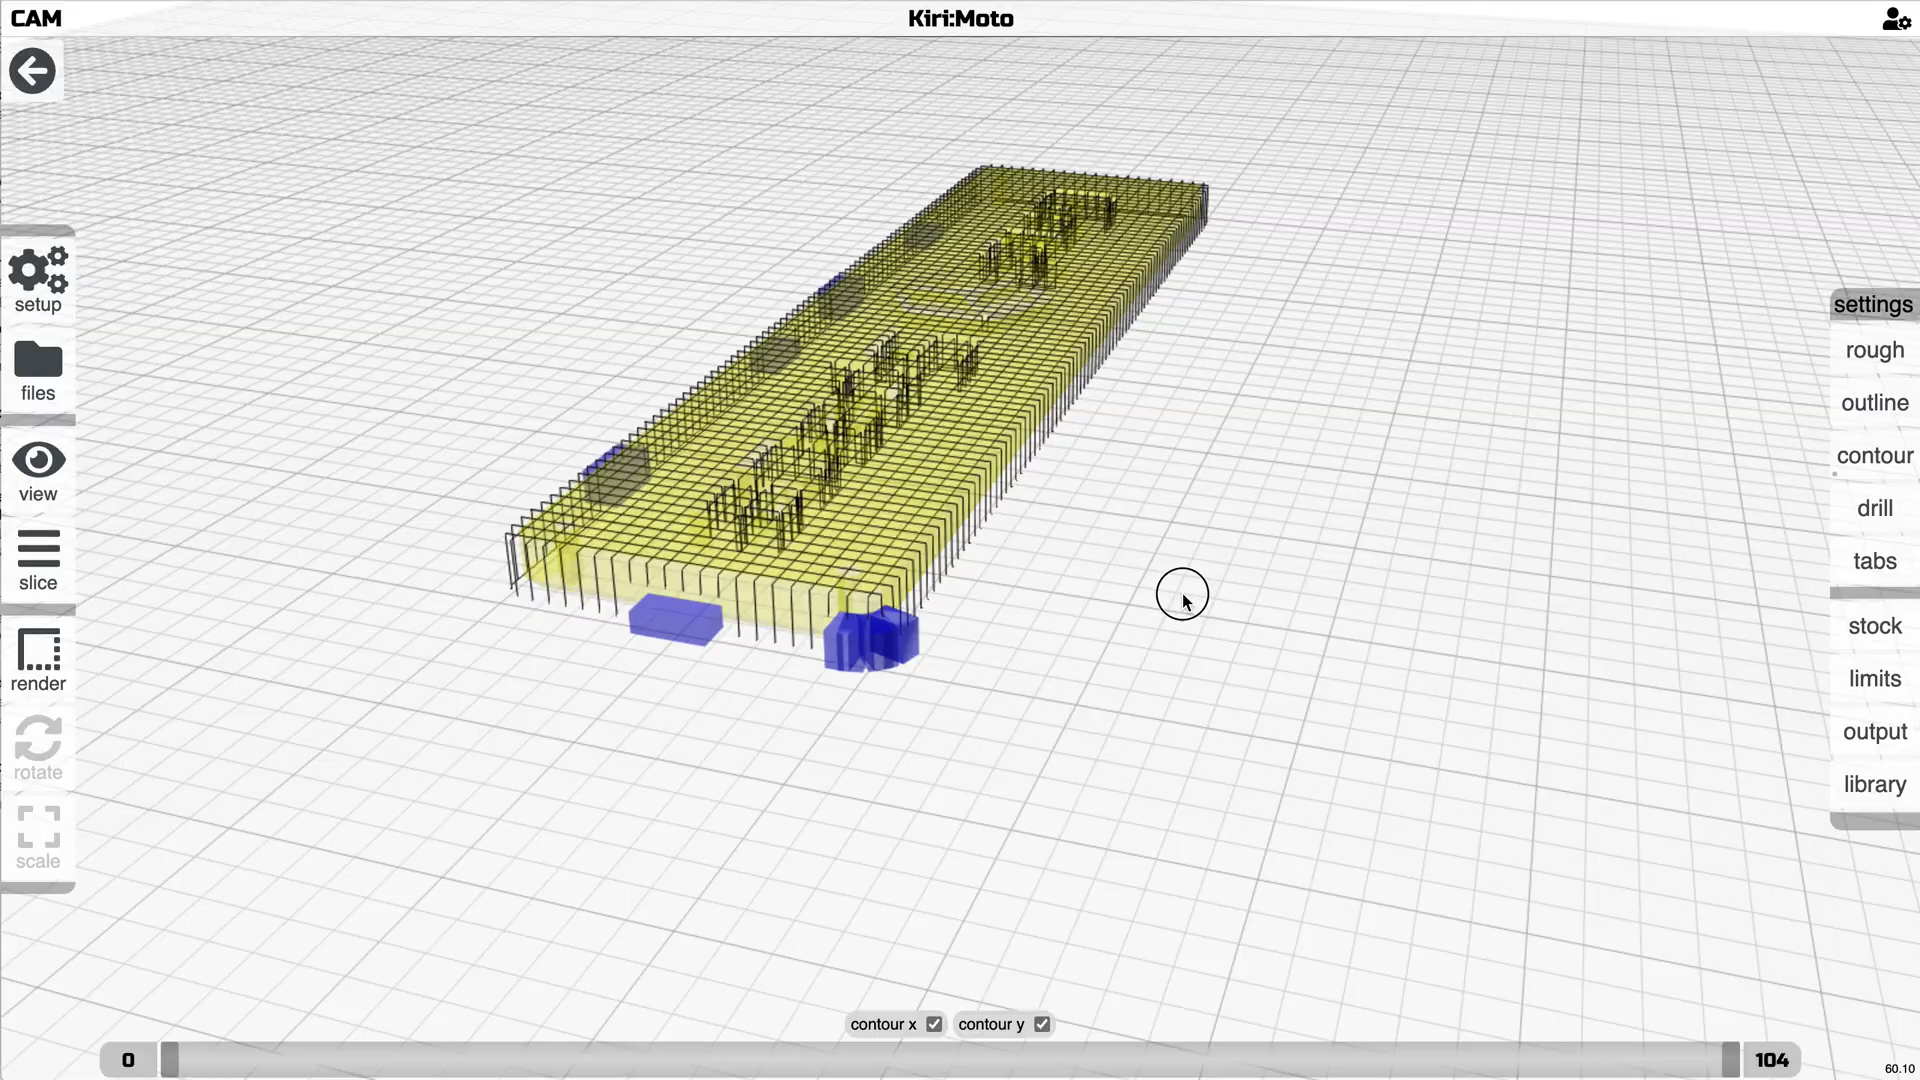 CAM
Kiri:Moto
setup
files
view
slice
render
rotate
scale
settings
rough
outline
contour
drill
tabs
stock
limits
output
library
contour x
contour y
0
104
60.10